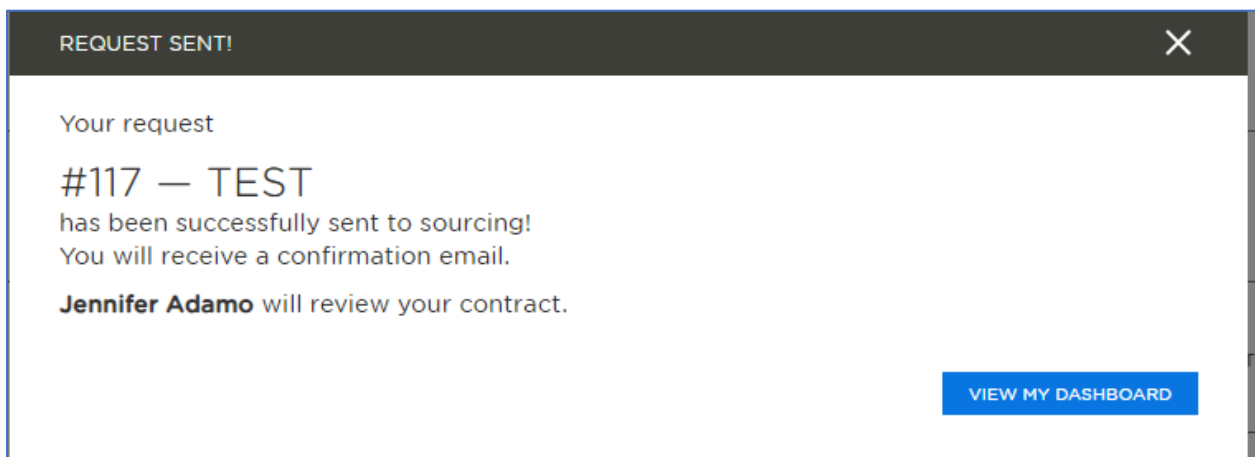 REQUEST SENT!
Your request
#117 — TEST
has been successfully sent to sourcing!
You will receive a confirmation email.
Jennifer Adamo will review your contract.
VIEW MY DASHBOARD